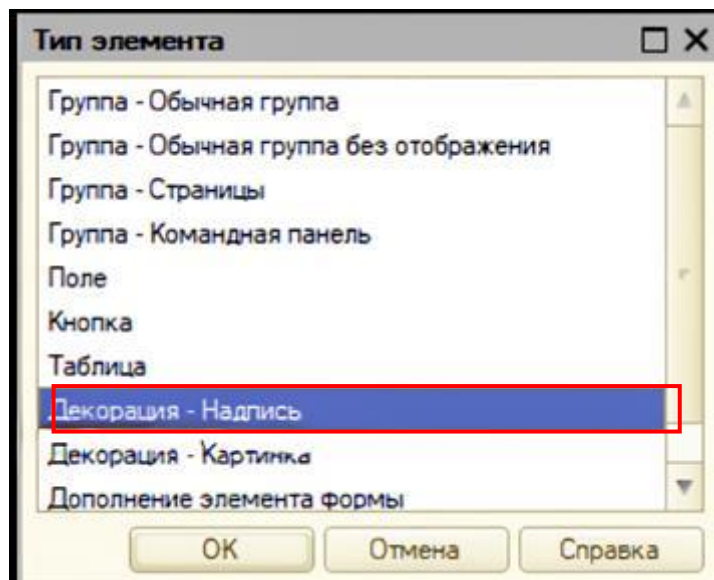 Тип элемента
Группа - Обычная группа
Группа - Обычная группа без отображения
Группа - Страницы
Группа - Командная панель
Поле
Кнопка
Таблица
Декорация - Надпись
Декорация - Картинка
Дополнение элемента формы
ОК Отмена Справка